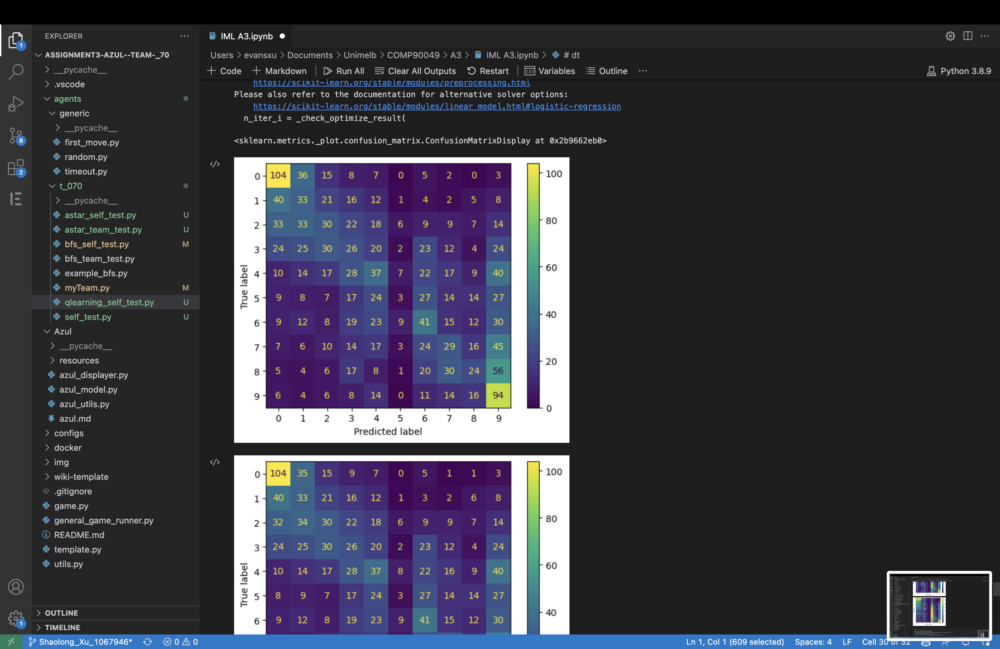 EXPLORER
ASSIGNMENT3-AZUL--TEAM-_70
__pycache__
.vscode
agents
generic
__pycache__
first_move.py
random.py
timeout.py
t_070
__pycache__
astar_self_test.py U
astar_team_test.py U
bfs_self_test.py M
bfs_team_test.py
example_bfs.py
myTeam.py M
qlearning_self_test.py U
self_test.py U
Azul
__pycache__
resources
azul_displayer.py
azul_model.py
azul_utils.py
azul.md
configs
docker
img
wiki-template
.gitignore
game.py
general_game_runner.py
README.md
template.py
utils.py
OUTLINE
TIMELINE
1
8
2
1
IML A3.ipynb
Users > evansxu > Documents > Unimelb > COMP90049 > A3 > IML A3.ipynb > # dt
Code Markdown Run All Clear All Outputs Restart Variables Outline ... Python 3.8.9
https://scikit-learn.org/stable/modules/preprocessing.html
Please also refer to the documentation for alternative solver options:
https://scikit-learn.org/stable/modules/linear_model.html#logistic-regression
n_iter_i = _check_optimize_result(
<sklearn.metrics._plot.confusion_matrix.ConfusionMatrixDisplay at 0x2b9662eb0>
True label
0 104 36 15 8 7 0 5 2 0 3
1 40 33 21 16 12 1 4 2 5 8
2 33 33 30 22 18 6 9 9 7 14
3 24 25 30 26 20 2 23 12 4 24
4 10 14 17 28 37 7 22 17 9 40
5 9 8 7 17 24 3 27 14 14 27
6 9 12 8 19 23 9 41 15 12 30
7 7 6 10 14 17 3 24 29 16 45
8 5 4 6 17 8 1 20 30 24 56
9 6 4 6 8 14 0 11 14 16 94
0 1 2 3 4 5 6 7 8 9
Predicted label
100
80
60
40
20
0
True label
0 104 35 15 9 7 0 5 1 1 3
1 40 33 21 16 12 1 3 2 6 8
2 32 34 30 22 18 6 9 9 7 14
3 24 25 30 26 20 2 23 12 4 24
4 10 14 17 28 37 8 22 16 9 40
5 8 9 7 17 24 3 27 14 14 27
6 9 12 8 19 23 9 41 15 12 30
100
80
60
40
Shaolong_Xu_1067946* 0 0
Ln 1, Col 1 (609 selected) Spaces: 4 LF Cell 30 of 32